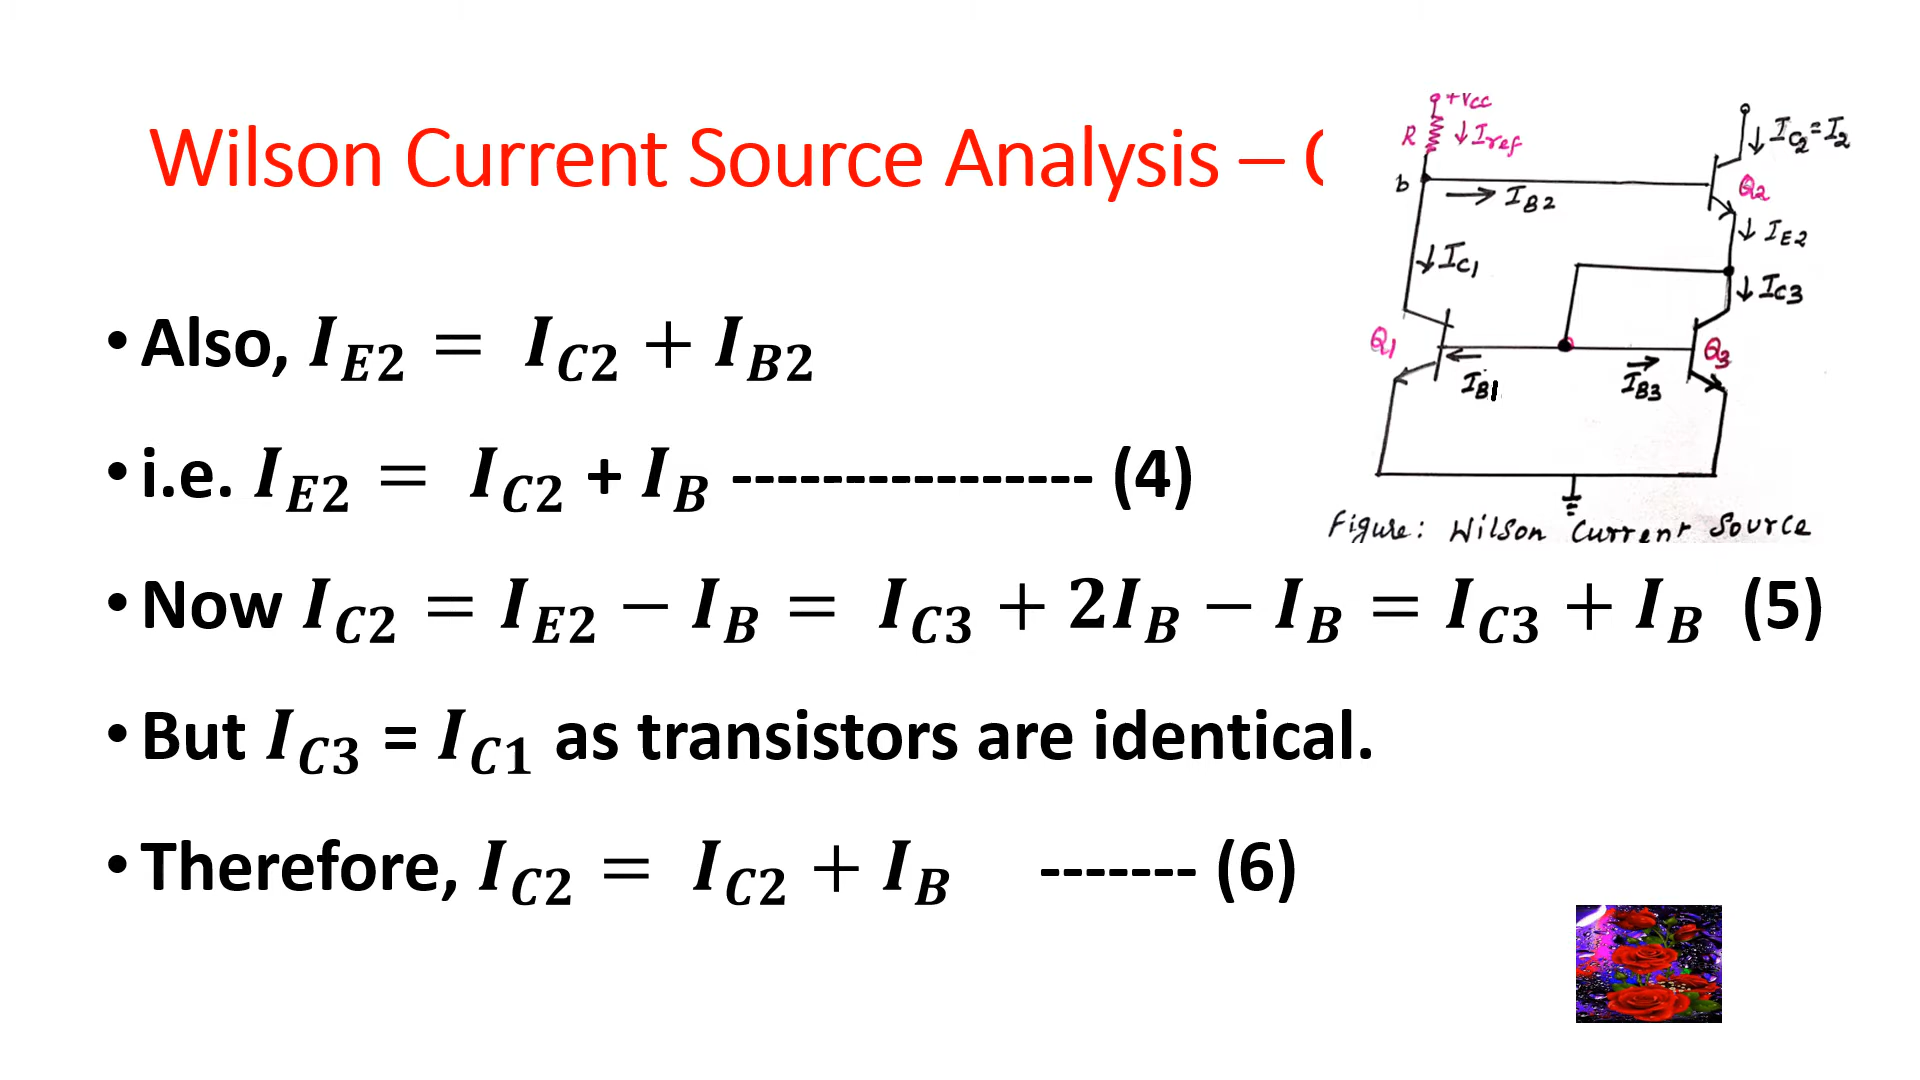 Wilson Current Source Analysis –
• Also, I_E2 = I_C2 + I_B2
• i.e. I_E2 = I_C2 + I_B ---------------- (4)
• Now I_C2 = I_E2 − I_B = I_C3 + 2I_B − I_B = I_C3 + I_B (5)
• But I_C3 = I_C1 as transistors are identical.
• Therefore, I_C2 = I_C2 + I_B ------- (6)
+Vcc
R ↓ Iref
↓ I_C2 = I_2
b → I_B2
Q2
↓ I_E2
↓ I_C1
↓ I_C3
Q1
Q3
← I_B1
→ I_B3
Figure: Wilson Current Source